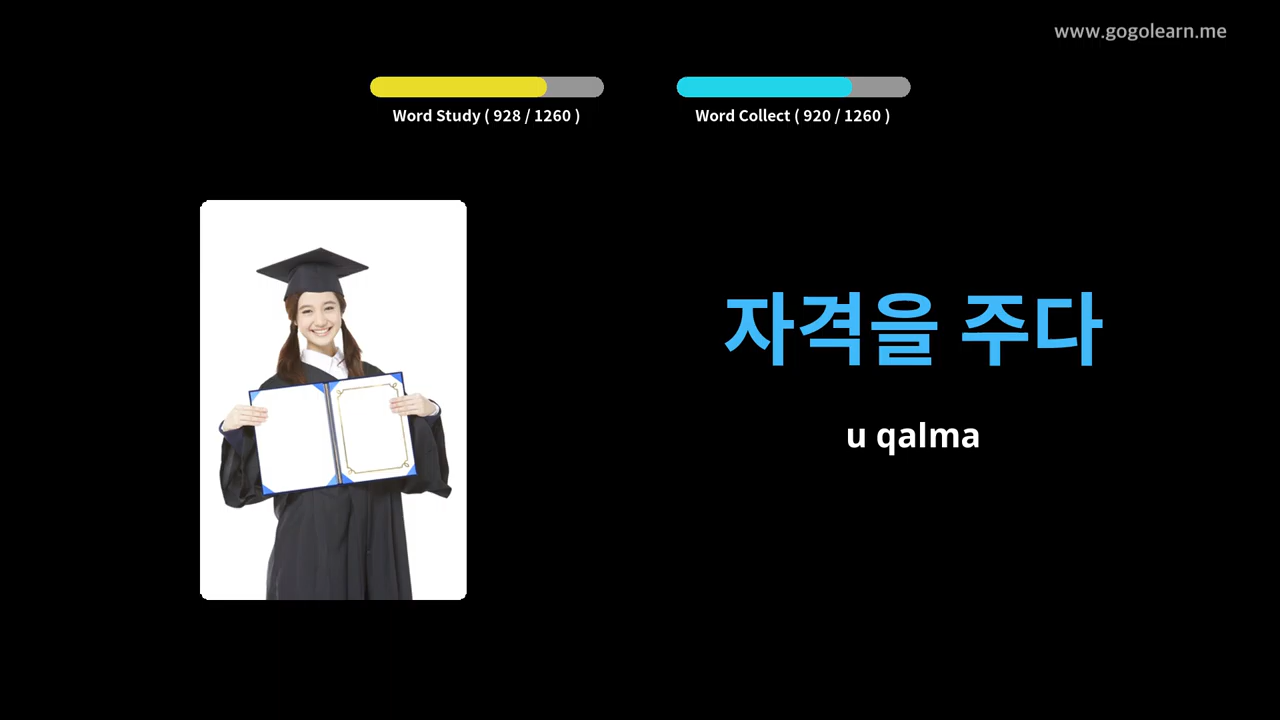 www.gogolearn.me
Word Study ( 928 / 1260 )
Word Collect ( 920 / 1260 )
자격을 주다
u qalma